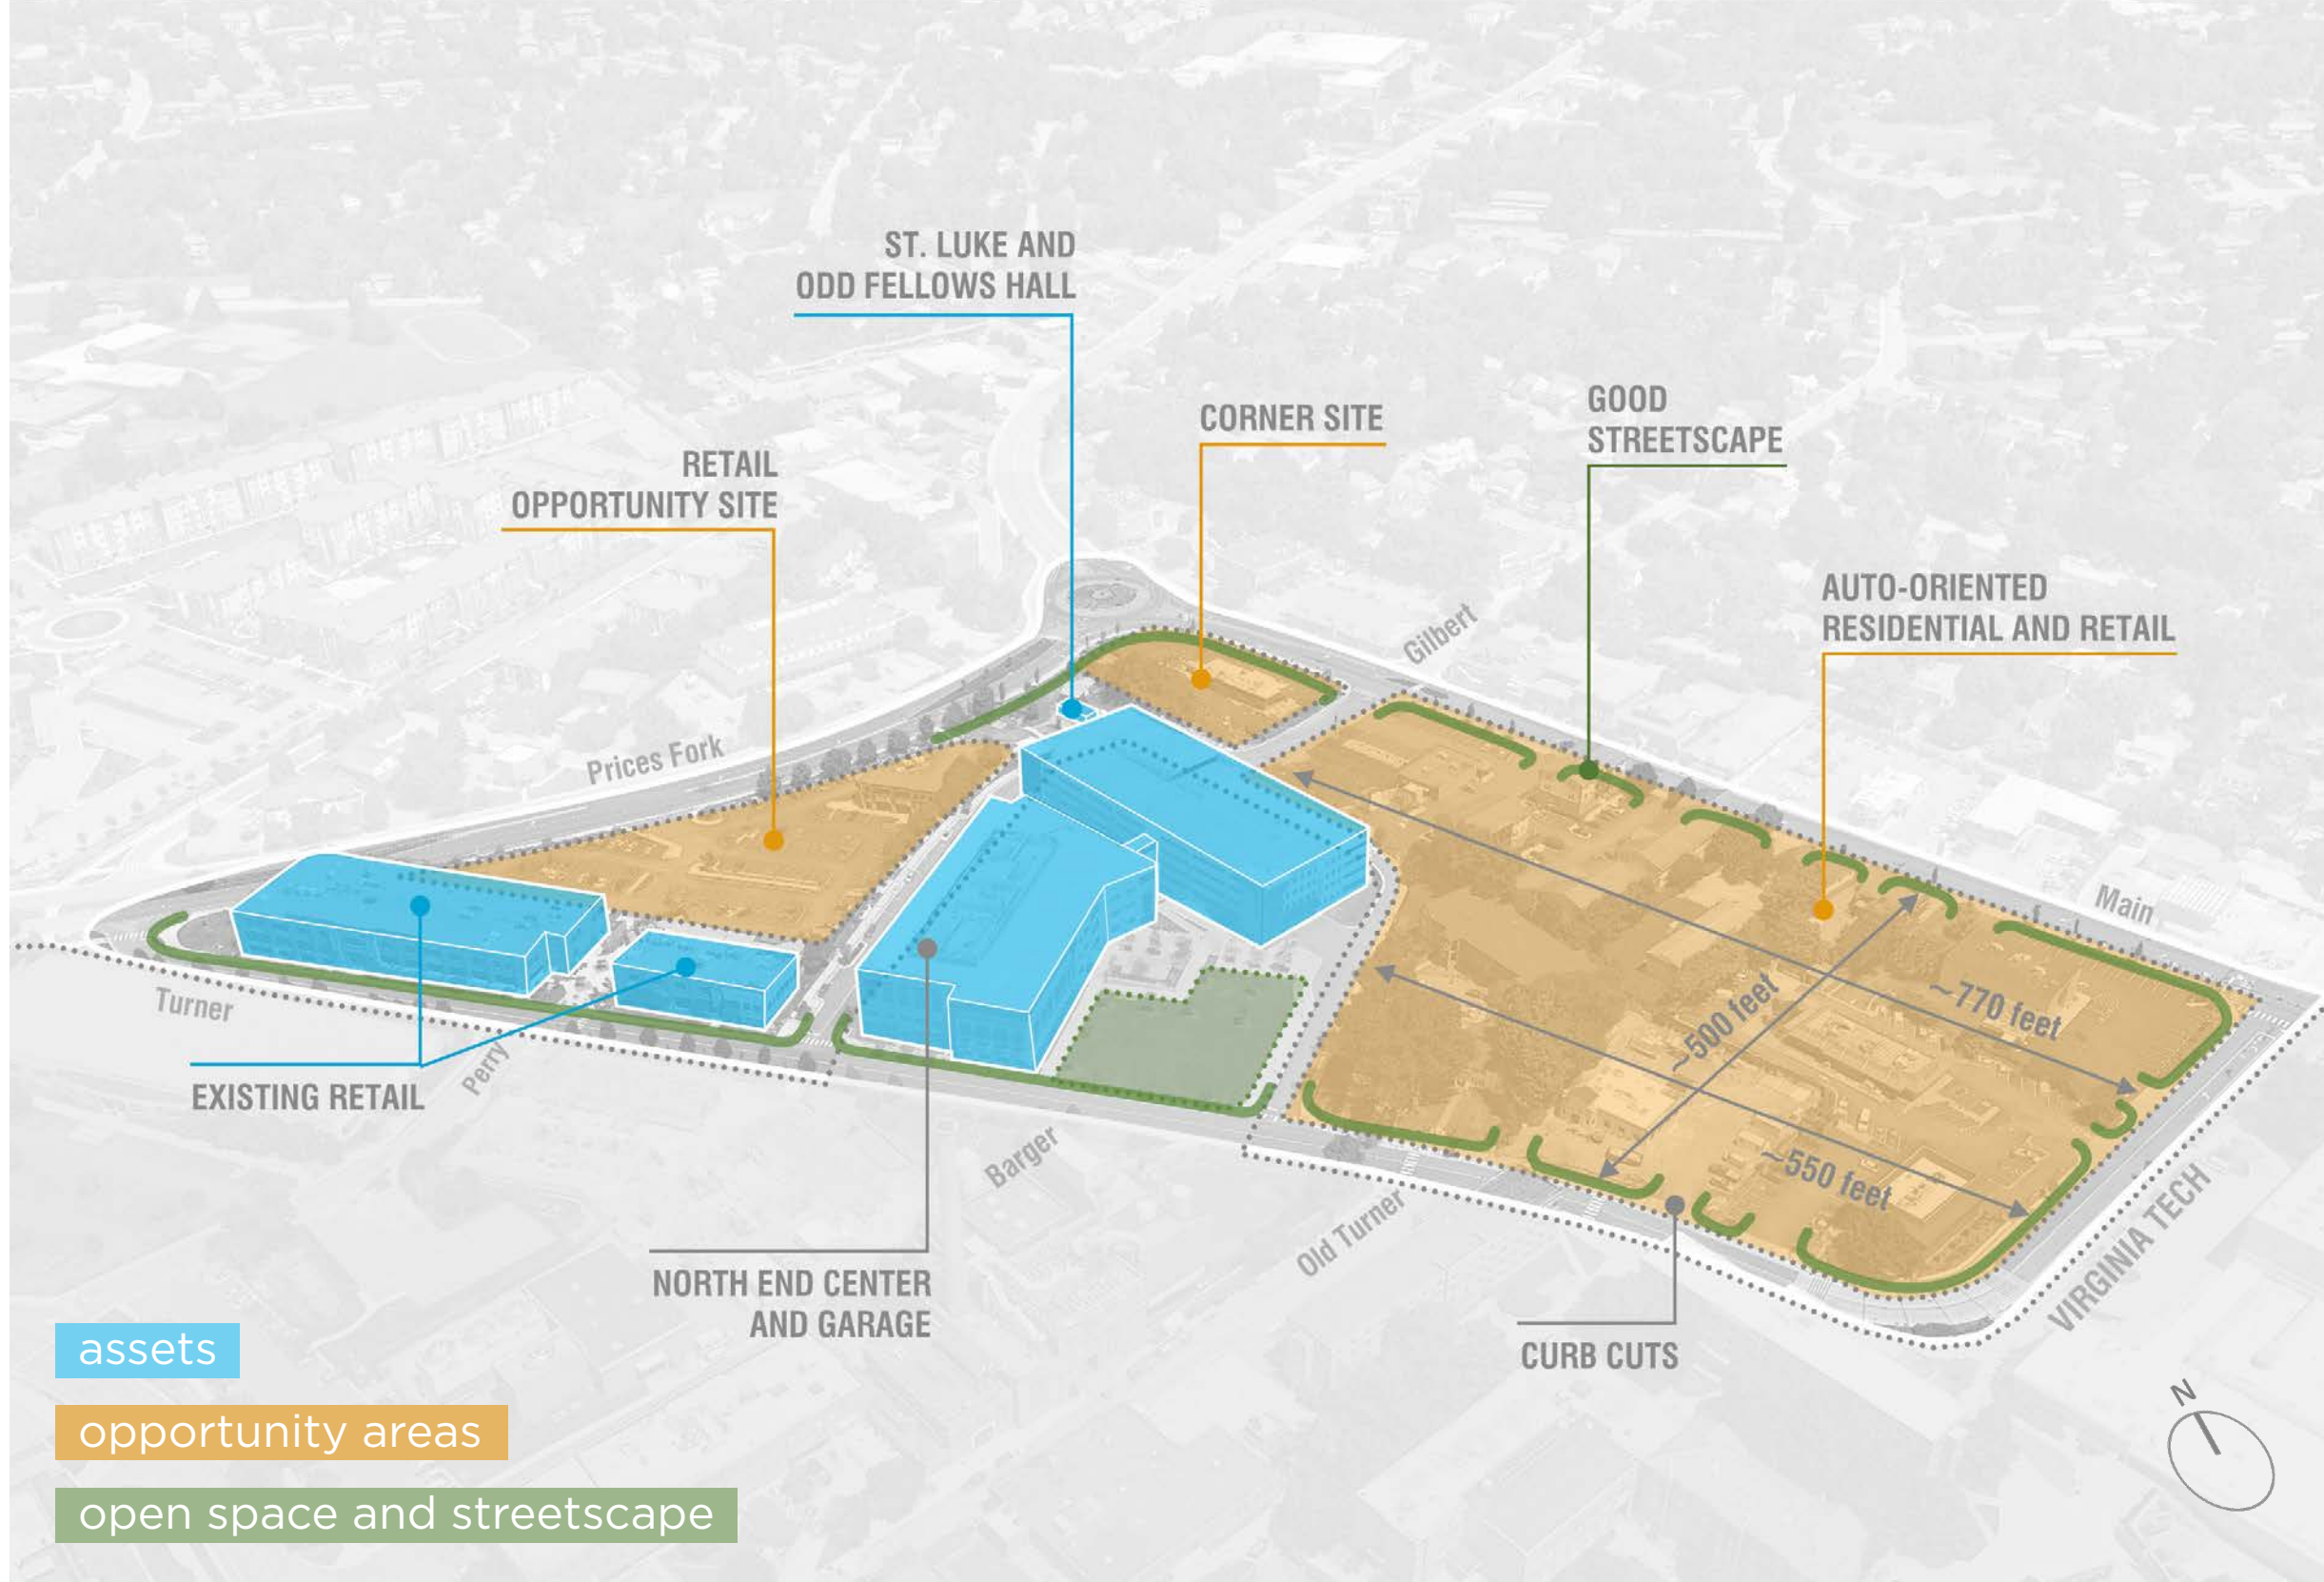 ST. LUKE AND
ODD FELLOWS HALL
CORNER SITE
GOOD
STREETSCAPE
RETAIL
OPPORTUNITY SITE
AUTO-ORIENTED
RESIDENTIAL AND RETAIL
Gilbert
Prices Fork
Main
~770 feet
~500 feet
~550 feet
Turner
Perry
EXISTING RETAIL
Barger
Old Turner
VIRGINIA TECH
NORTH END CENTER
AND GARAGE
CURB CUTS
N
assets
opportunity areas
open space and streetscape